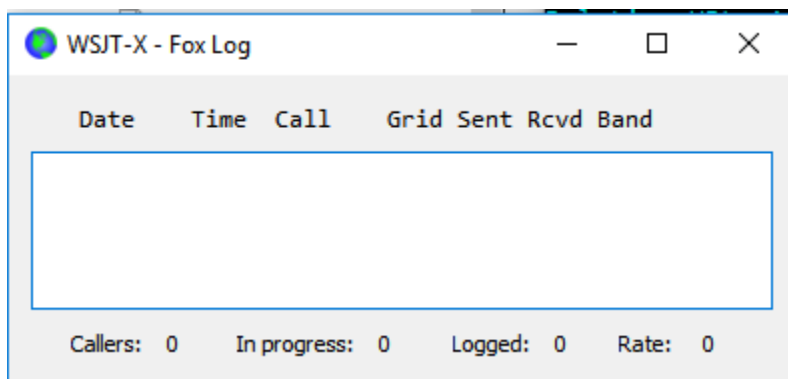 WSJT-X - Fox Log
Date Time Call Grid Sent Rcvd Band
Callers: 0 In progress: 0 Logged: 0 Rate: 0